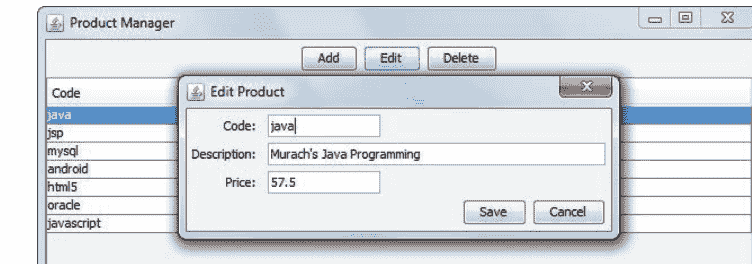 Product Manager
Add Edit Delete
Code
Edit Product
java
Code: java
jsp
mysql
Description: Murach's Java Programming
android
html5
Price: 57.5
oracle
Save Cancel
javascript